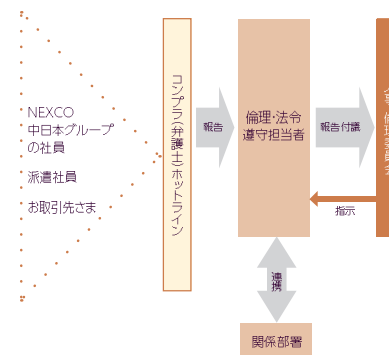 NEXCO
中日本グループ
の社員
派遣社員
お取引先さま
コンプラ(弁護士)ホットライン
報告
倫理・法令
遵守担当者
報告付議
指示
連携
関係部署